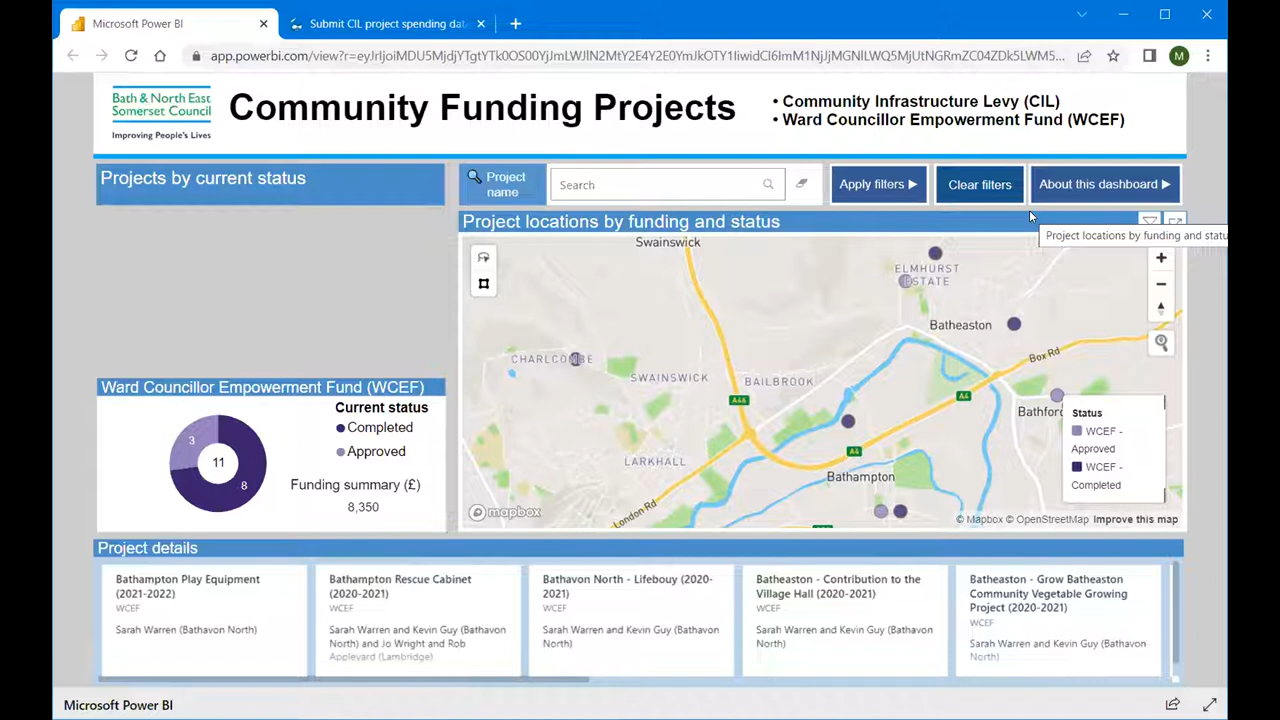 Microsoft Power BI
Submit CIL project spending data
app.powerbi.com/view?r=
Bath & North East
Somerset Council
Improving People's Lives
Community Funding Projects
• Community Infrastructure Levy (CIL)
• Ward Councillor Empowerment Fund (WCEF)
Projects by current status
Project
name
Search
Apply filters
Clear filters
About this dashboard
Project locations by funding and status
Project locations by funding and statu
Swainswick
ELMHURST
ESTATE
Batheaston
CHARLCOMBE
SWAINSWICK
BAILBROOK
Box Rd
A46
A4
Bathford
LARKHALL
A4
Bathampton
London Rd
Status
WCEF -
Approved
WCEF -
Completed
mapbox
© Mapbox © OpenStreetMap Improve this map
Ward Councillor Empowerment Fund (WCEF)
3
11
8
Current status
Completed
Approved
Funding summary (£)
8,350
Project details
Bathampton Play Equipment
(2021-2022)
WCEF
Sarah Warren (Bathavon North)
Bathampton Rescue Cabinet
(2020-2021)
WCEF
Sarah Warren and Kevin Guy (Bathavon
North) and Jo Wright and Rob
Appleyard (Lambridge)
Bathavon North - Lifebouy (2020-
2021)
WCEF
Sarah Warren and Kevin Guy (Bathavon
North)
Batheaston - Contribution to the
Village Hall (2020-2021)
WCEF
Sarah Warren and Kevin Guy (Bathavon
North)
Batheaston - Grow Batheaston
Community Vegetable Growing
Project (2020-2021)
WCEF
Sarah Warren and Kevin Guy (Bathavon
North)
Microsoft Power BI
M